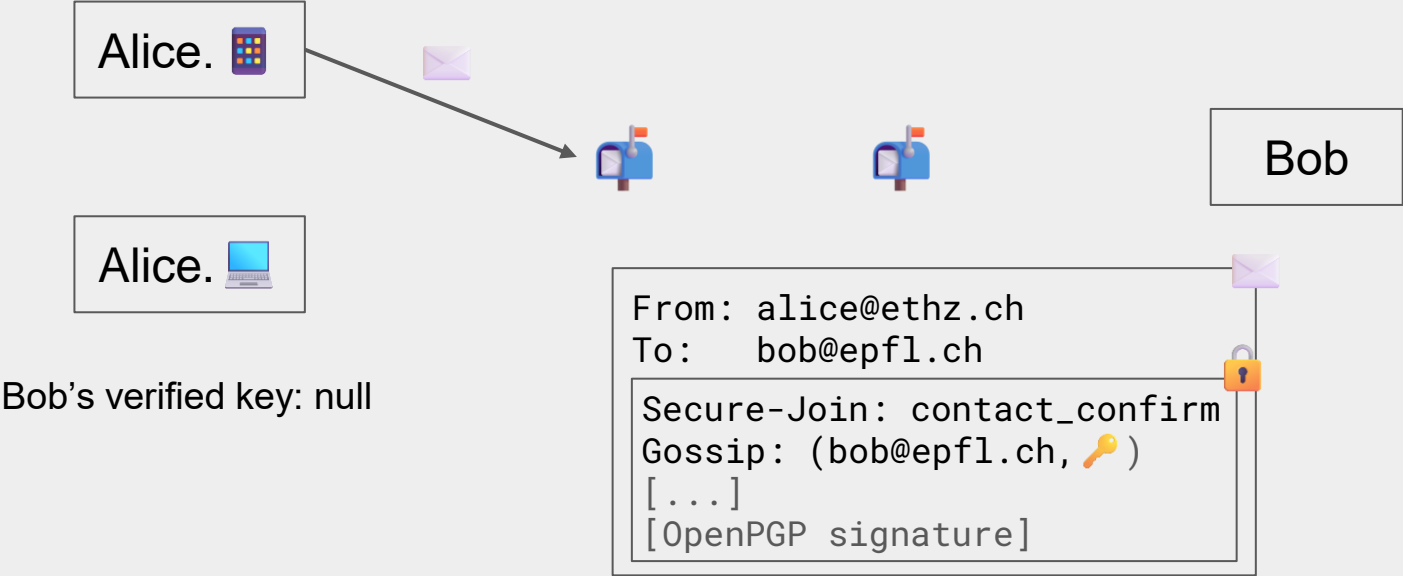 Alice.
Bob
Alice.
From: alice@ethz.ch
To: bob@epfl.ch
Bob’s verified key: null
Secure-Join: contact_confirm
Gossip: (bob@epfl.ch,🔑)
[...]
[OpenPGP signature]